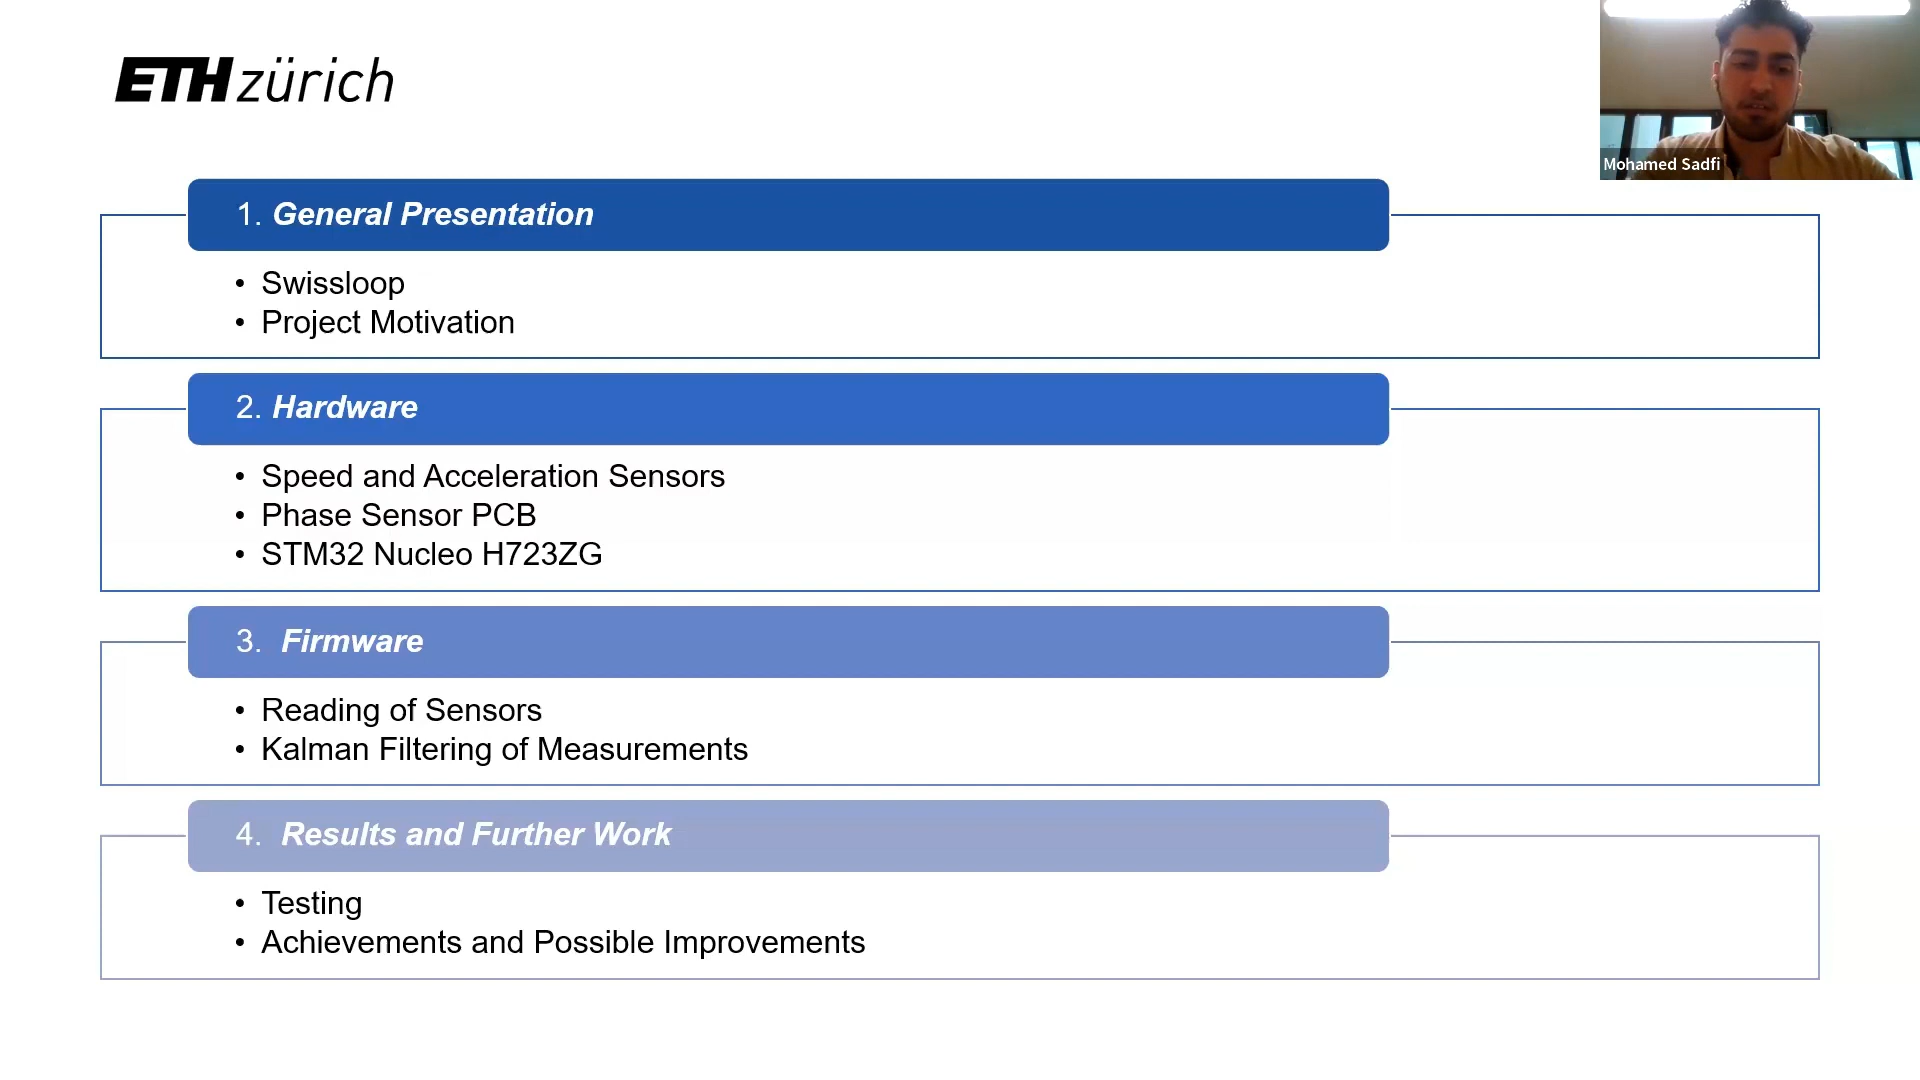 ETH zürich
Mohamed Sadfi
1. General Presentation
• Swissloop
• Project Motivation
2. Hardware
• Speed and Acceleration Sensors
• Phase Sensor PCB
• STM32 Nucleo H723ZG
3. Firmware
• Reading of Sensors
• Kalman Filtering of Measurements
4. Results and Further Work
• Testing
• Achievements and Possible Improvements